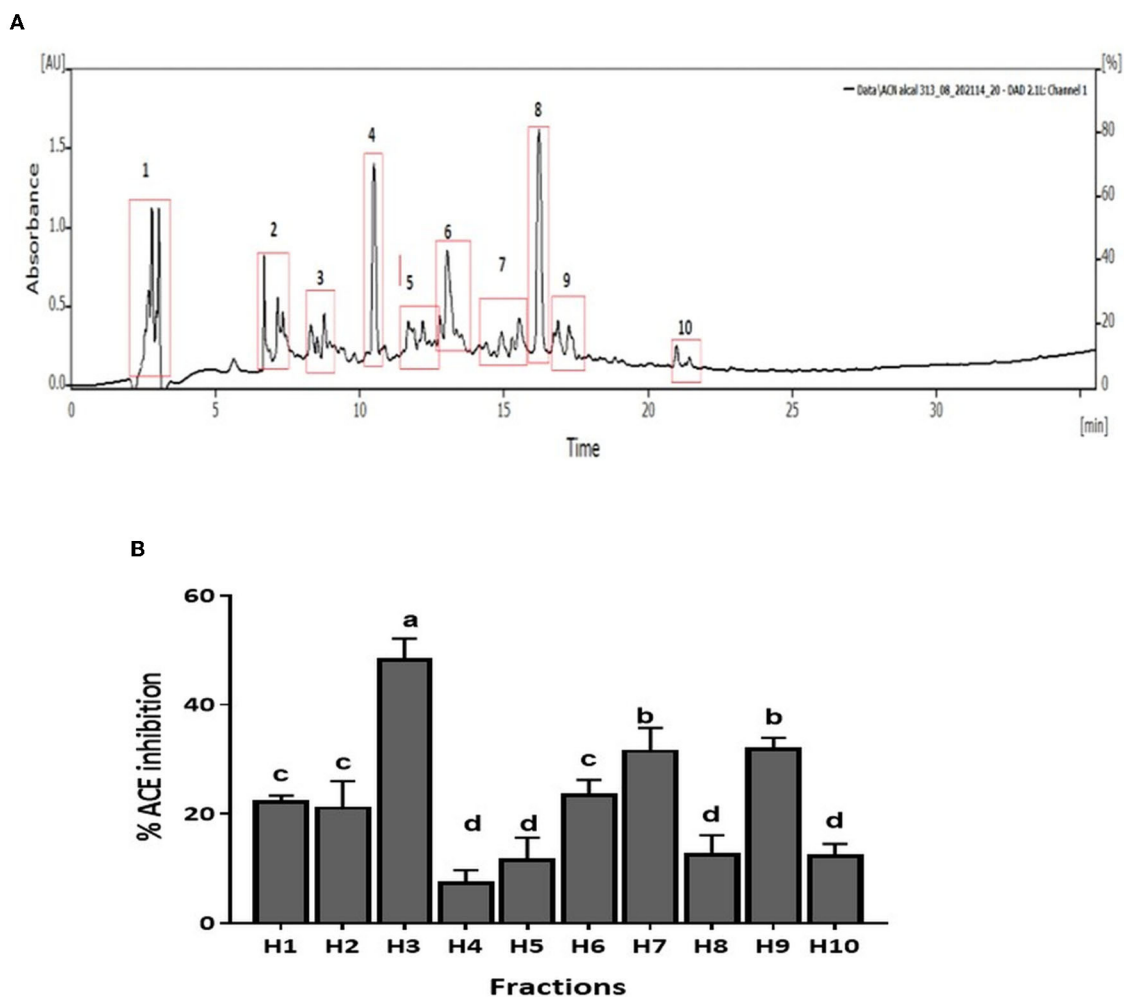 A
[AU]
[%]
Data\ACN alcal 313_08_202114_20 - DAD 2.1L: Channel 1
Absorbance
1.5
1.0
0.5
0.0
80
60
40
20
0
1
2
3
4
5
6
7
8
9
10
0 5 10 15 20 25 30
[min]
Time
B
% ACE inhibition
60
40
20
0
c c a d d c b d b d
H1 H2 H3 H4 H5 H6 H7 H8 H9 H10
Fractions